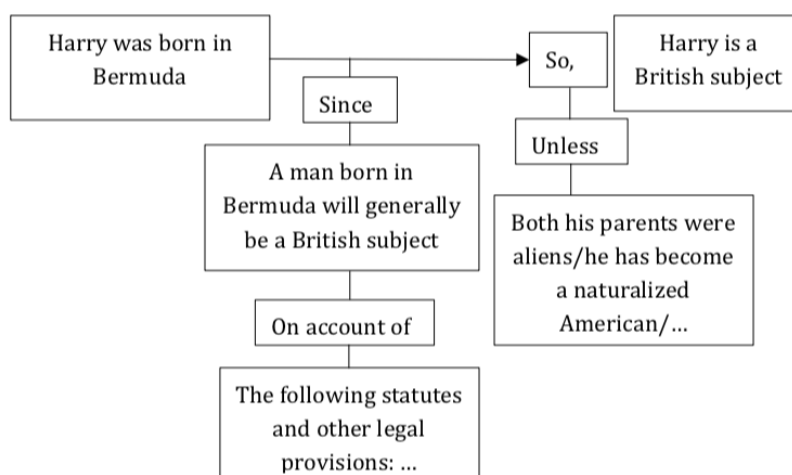 Harry was born in
Bermuda
So,
Harry is a
British subject
Since
Unless
A man born in
Bermuda will generally
be a British subject
Both his parents were
aliens/he has become
a naturalized
American/…
On account of
The following statutes
and other legal
provisions: …